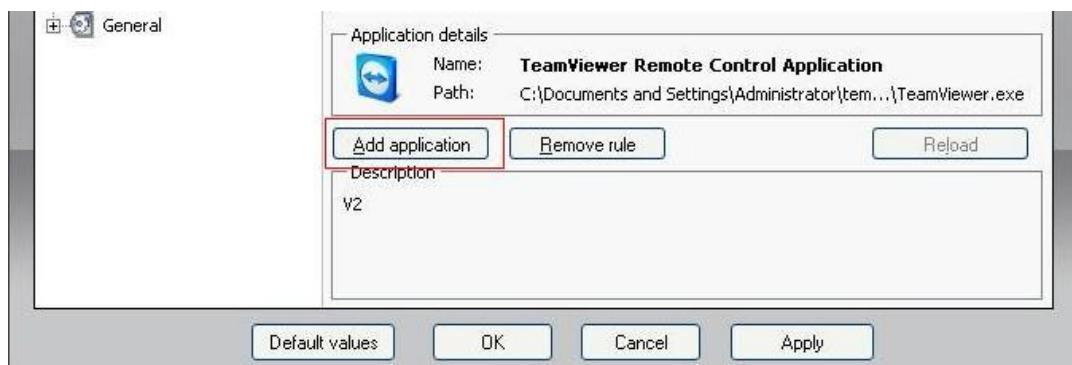 General
Application details
Name: TeamViewer Remote Control Application
Path: C:\Documents and Settings\Administrator\tem...\TeamViewer.exe
Add application Remove rule Reload
Description
V2
Default values OK Cancel Apply